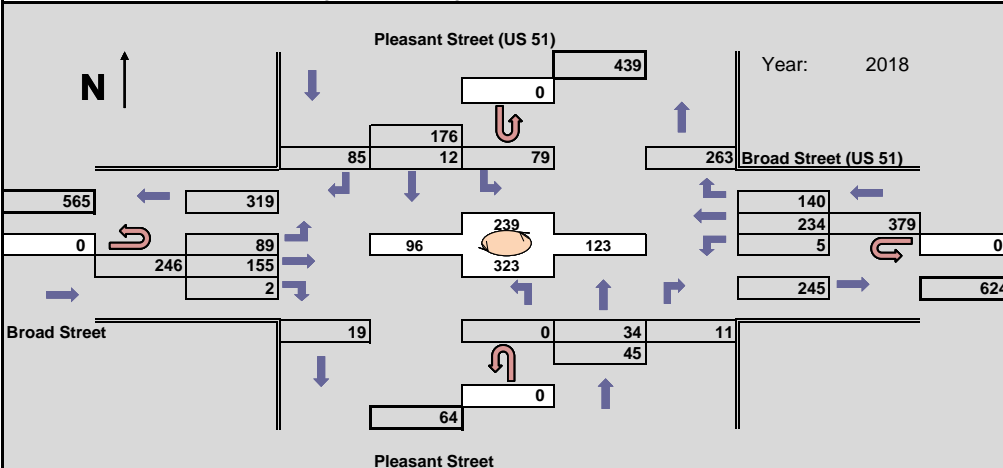 Pleasant Street (US 51)
439
Year: 2018
N
0
176
85 12 79 263 Broad Street (US 51)
565 319 140
239 234 379
0 89 96 123 5 0
246 155 323
2 245 624
Broad Street 19 0 34 11
45
0
64
Pleasant Street